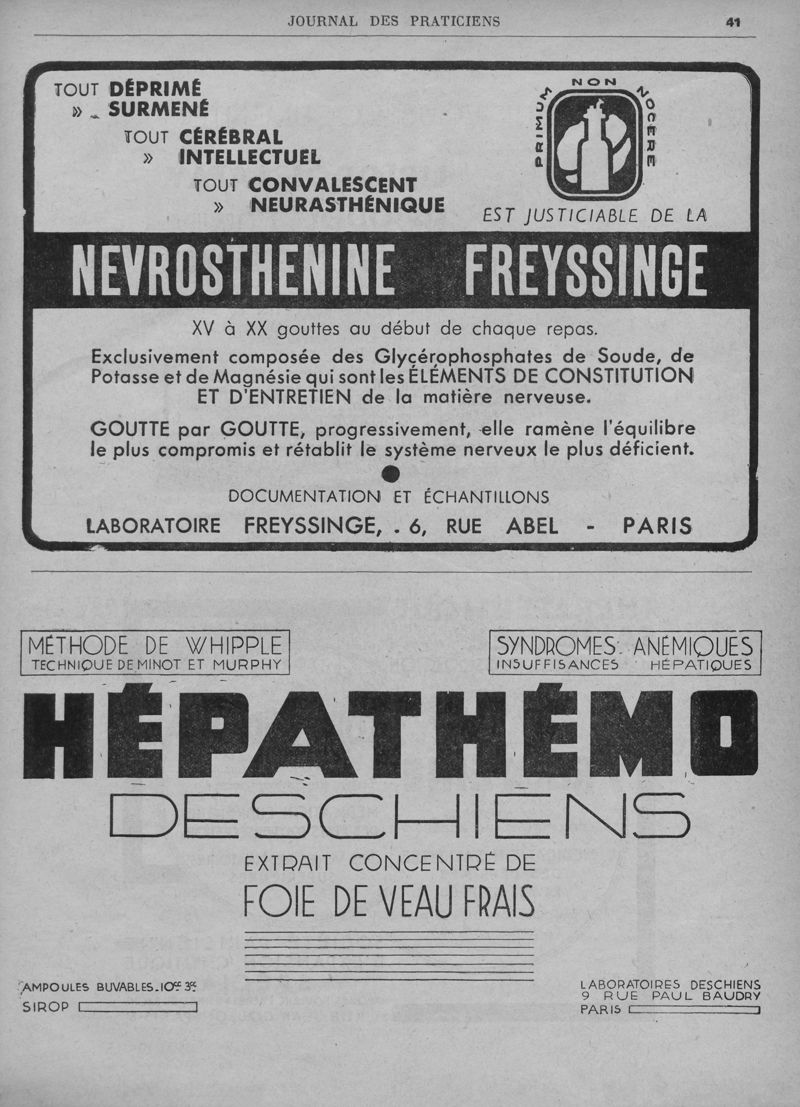 JOURNAL DES PRATICIENS 41
TOUT DÉPRIMÉ
» SURMENÉ
TOUT CÉRÉBRAL
» INTELLECTUEL
TOUT CONVALESCENT
» NEURASTHÉNIQUE
PRIMUM NON NOCERE
EST JUSTICIABLE DE LA
NEVROSTHENINE FREYSSINGE
XV à XX gouttes au début de chaque repas.
Exclusivement composée des Glycérophosphates de Soude, de
Potasse et de Magnésie qui sont les ÉLÉMENTS DE CONSTITUTION
ET D'ENTRETIEN de la matière nerveuse.
GOUTTE par GOUTTE, progressivement, elle ramène l'équilibre
le plus compromis et rétablit le système nerveux le plus déficient.
DOCUMENTATION ET ÉCHANTILLONS
LABORATOIRE FREYSSINGE, . 6, RUE ABEL - PARIS
MÉTHODE DE WHIPPLE
TECHNIQUE DE MINOT ET MURPHY
SYNDROMES ANÉMIQUES
INSUFFISANCES HÉPATIQUES
HÉPATHÉMO
DESCHIENS
EXTRAIT CONCENTRÉ DE
FOIE DE VEAU FRAIS
AMPOULES BUVABLES. 10cc 3cc
SIROP
LABORATOIRES DESCHIENS
9 RUE PAUL BAUDRY
PARIS